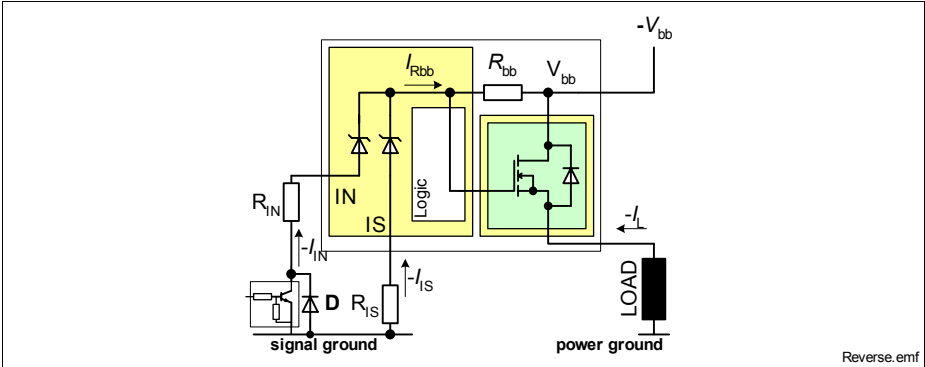 -Vbb
IRbb
Rbb
Vbb
Logic
IN
RIN
IS
-IL
-IIN
-IIS
LOAD
D
RIS
signal ground
power ground
Reverse.emf